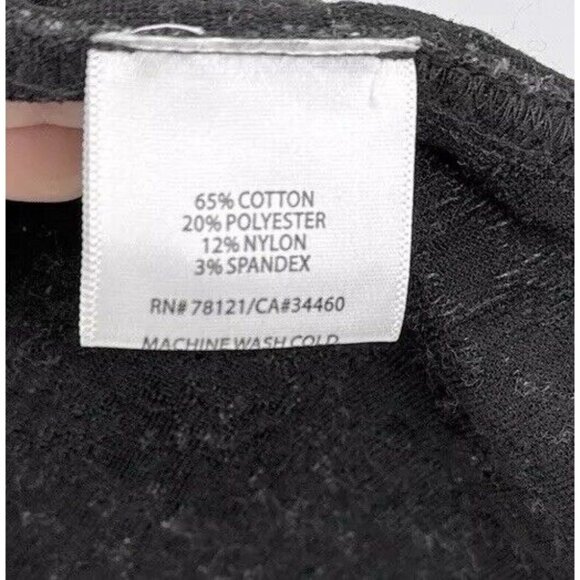 65% COTTON
20% POLYESTER
12% NYLON
3% SPANDEX
RN# 78121/CA#34460
MACHINE WASH COLD